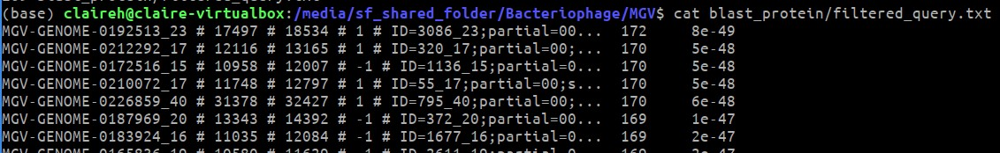 (base) claireh@claire-virtualbox:/media/sf_shared_folder/Bacteriophage/MGV$ cat blast_protein/filtered_query.txt
MGV-GENOME-0192513_23 # 17497 # 18534 # 1 # ID=3086_23;partial=00... 172 8e-49
MGV-GENOME-0212292_17 # 12116 # 13165 # 1 # ID=320_17;partial=00;... 170 5e-48
MGV-GENOME-0172516_15 # 10958 # 12007 # -1 # ID=1136_15;partial=0... 170 5e-48
MGV-GENOME-0210072_17 # 11748 # 12797 # 1 # ID=55_17;partial=00;s... 170 5e-48
MGV-GENOME-0226859_40 # 31378 # 32427 # 1 # ID=795_40;partial=00;... 170 6e-48
MGV-GENOME-0187969_20 # 13343 # 14392 # -1 # ID=372_20;partial=00... 169 1e-47
MGV-GENOME-0183924_16 # 11035 # 12084 # -1 # ID=1677_16;partial=0... 169 2e-47